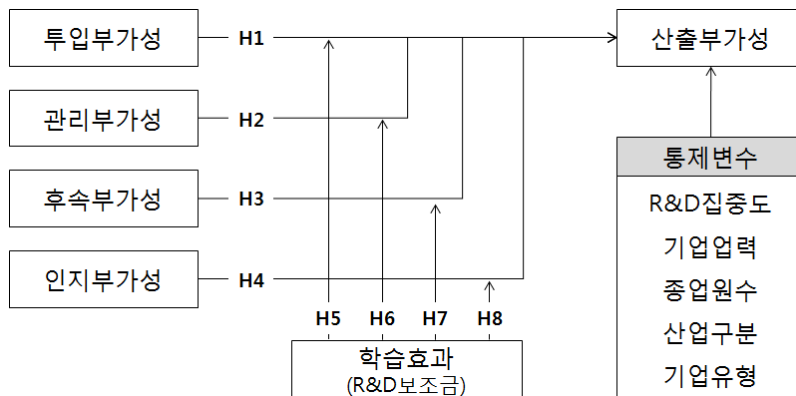 투입부가성
H1
산출부가성
관리부가성
H2
후속부가성
H3
인지부가성
H4
H5 H6 H7 H8
학습효과
(R&D보조금)
통제변수
R&D집중도
기업업력
종업원수
산업구분
기업유형